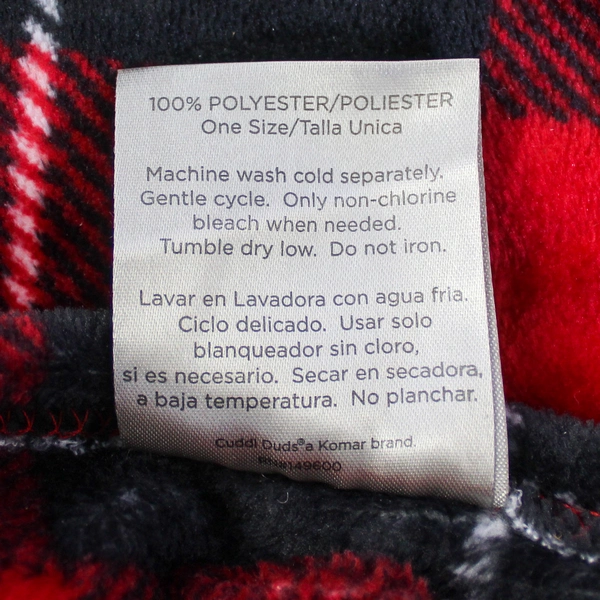 100% POLYESTER/POLIESTER
One Size/Talla Unica
Machine wash cold separately.
Gentle cycle. Only non-chlorine
bleach when needed.
Tumble dry low. Do not iron.
Lavar en Lavadora con agua fria.
Ciclo delicado. Usar solo
blanqueador sin cloro,
si es necesario. Secar en secadora,
a baja temperatura. No planchar.
Cuddl Duds® a Komar brand.